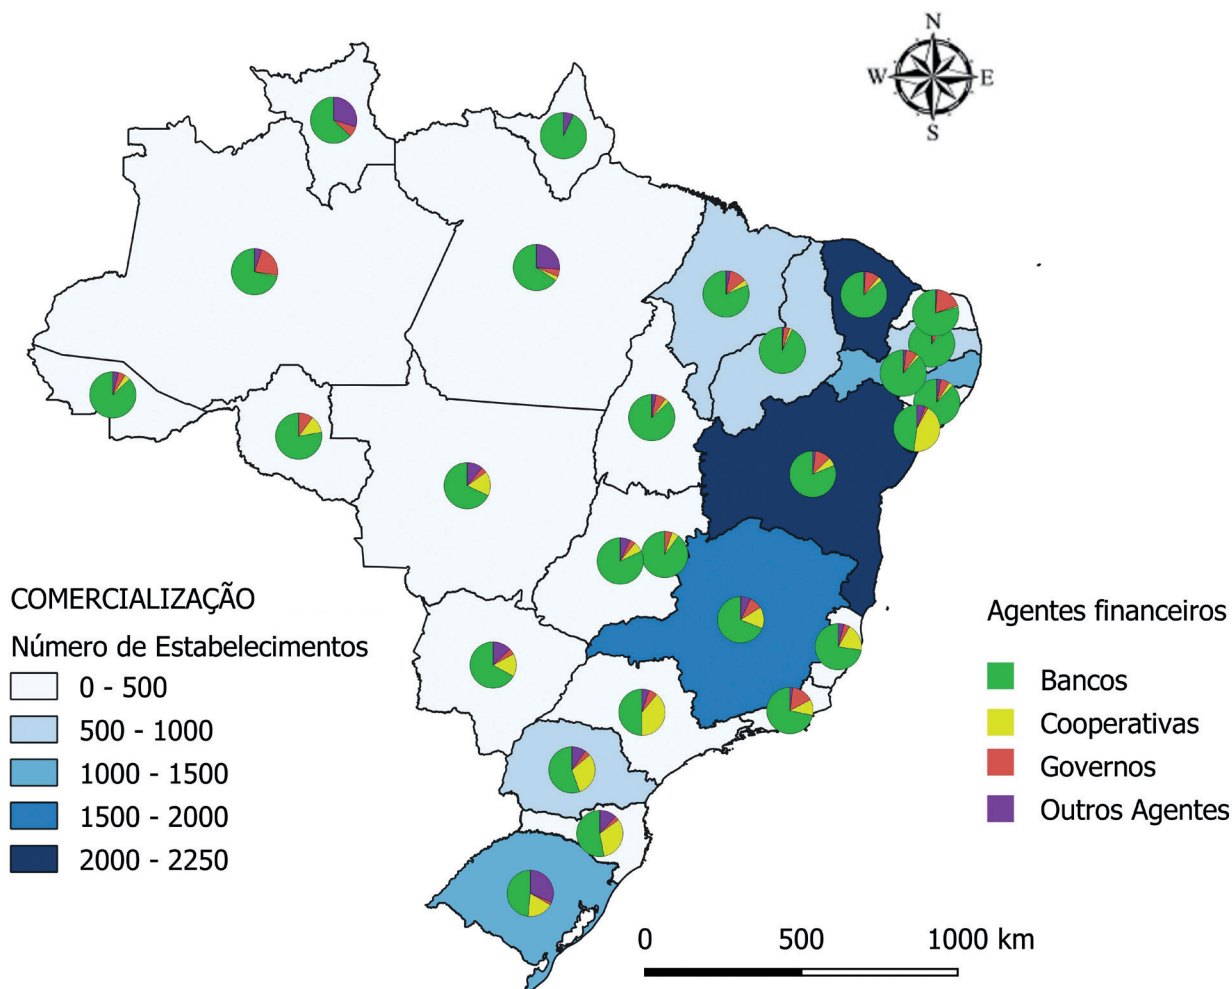 N
W E
S
COMERCIALIZAÇÃO
Número de Estabelecimentos
0 - 500
500 - 1000
1000 - 1500
1500 - 2000
2000 - 2250
Agentes financeiros
Bancos
Cooperativas
Governos
Outros Agentes
0 500 1000 km